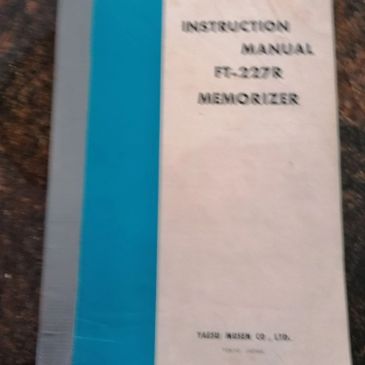 INSTRUCTION
MANUAL
FT-227R
MEMORIZER
YAESU MUSEN CO., LTD.
TOKYO JAPAN